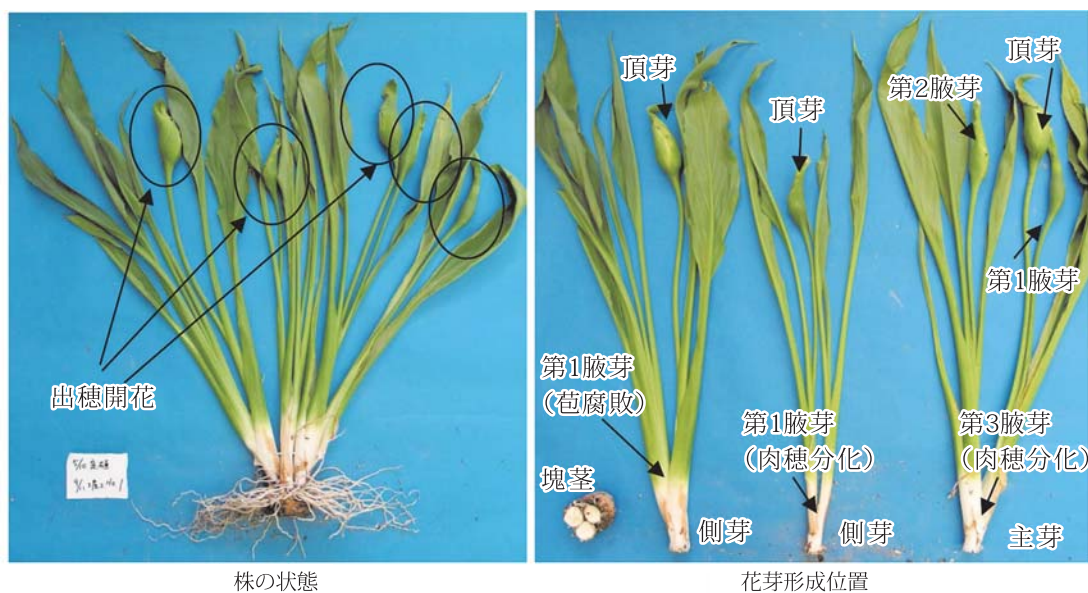 出穂開花
株の状態
頂芽
頂芽
第2腋芽
頂芽
第1腋芽
第1腋芽
(苞腐敗)
第1腋芽
(肉穂分化)
第3腋芽
(肉穂分化)
塊茎
側芽
側芽
主芽
花芽形成位置